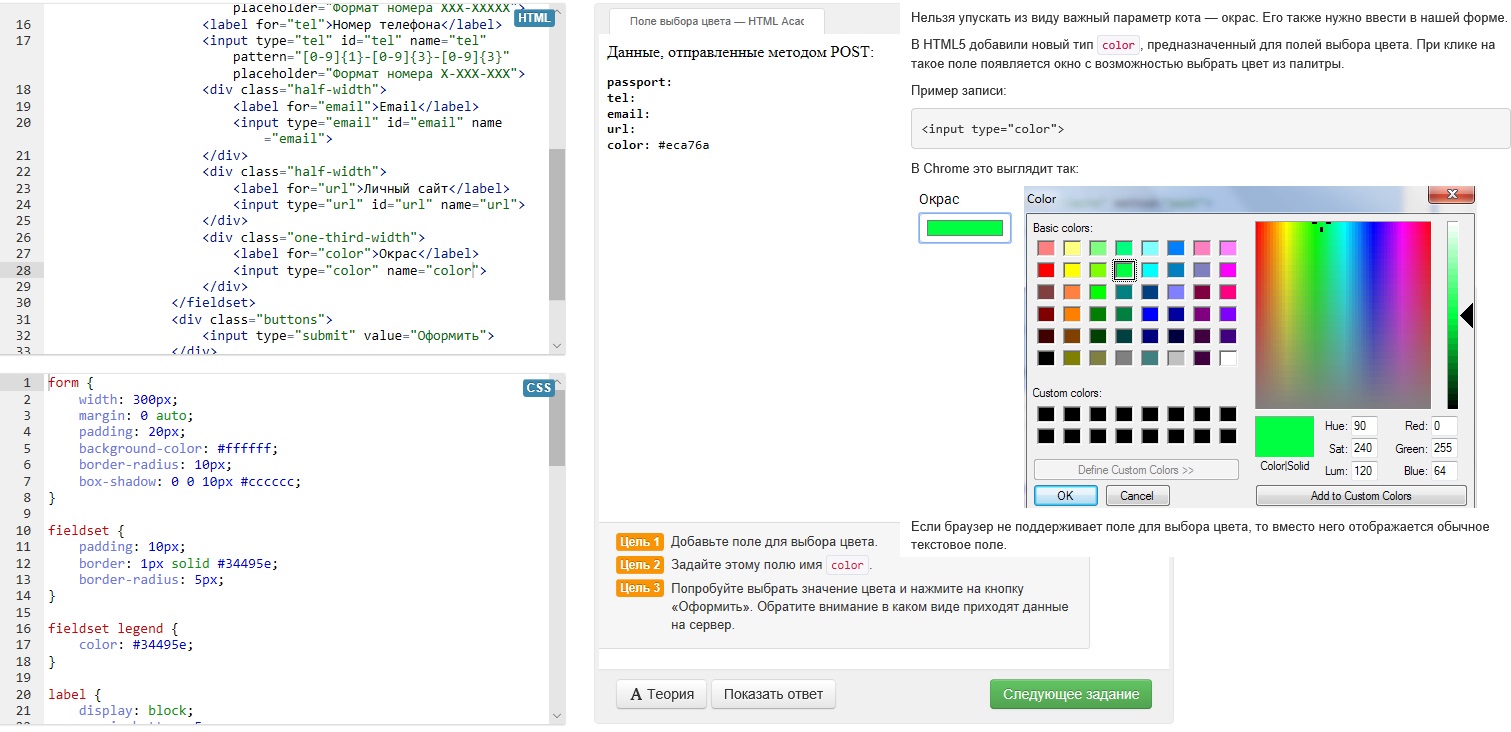 placeholder="Формат номера XXX-XXXXX">
16 <label for="tel">Номер телефона</label>
17 <input type="tel" id="tel" name="tel"
pattern="[0-9]{1}-[0-9]{3}-[0-9]{3}"
placeholder="Формат номера X-XXX-XXX">
18 <div class="half-width">
19 <label for="email">Email</label>
20 <input type="email" id="email" name
="email">
21 </div>
22 <div class="half-width">
23 <label for="url">Личный сайт</label>
24 <input type="url" id="url" name="url">
25 </div>
26 <div class="one-third-width">
27 <label for="color">Окрас</label>
28 <input type="color" name="color">
29 </div>
30 </fieldset>
31 <div class="buttons">
32 <input type="submit" value="Оформить">
33 </div>
HTML
1 form {
2 width: 300px;
3 margin: 0 auto;
4 padding: 20px;
5 background-color: #ffffff;
6 border-radius: 10px;
7 box-shadow: 0 0 10px #cccccc;
8 }
9
10 fieldset {
11 padding: 10px;
12 border: 1px solid #34495e;
13 border-radius: 5px;
14 }
15
16 fieldset legend {
17 color: #34495e;
18 }
19
20 label {
21 display: block;
CSS
Поле выбора цвета — HTML Acac
Данные, отправленные методом POST:
passport:
tel:
email:
url:
color: #eca76a
Цель 1 Добавьте поле для выбора цвета.
Цель 2 Задайте этому полю имя color.
Цель 3 Попробуйте выбрать значение цвета и нажмите на кнопку
«Оформить». Обратите внимание в каком виде приходят данные
на сервер.
A Теория
Показать ответ
Следующее задание
Нельзя упускать из виду важный параметр кота — окрас. Его также нужно ввести в нашей форме.
В HTML5 добавили новый тип color, предназначенный для полей выбора цвета. При клике на
такое поле появляется окно с возможностью выбрать цвет из палитры.
Пример записи:
<input type="color">
В Chrome это выглядит так:
Окрас
Color
Basic colors:
Custom colors:
Define Custom Colors >>
OK
Cancel
Color|Solid
Hue: 90
Sat: 240
Lum: 120
Red: 0
Green: 255
Blue: 64
Add to Custom Colors
Если браузер не поддерживает поле для выбора цвета, то вместо него отображается обычное
текстовое поле.